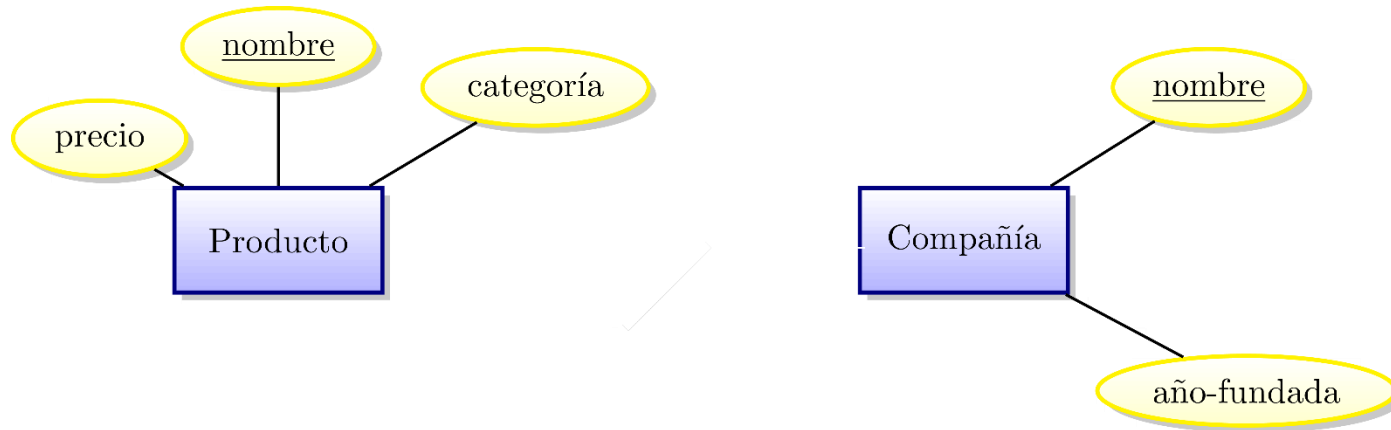 nombre
categoría
precio
Producto
nombre
Compañía
año-fundada